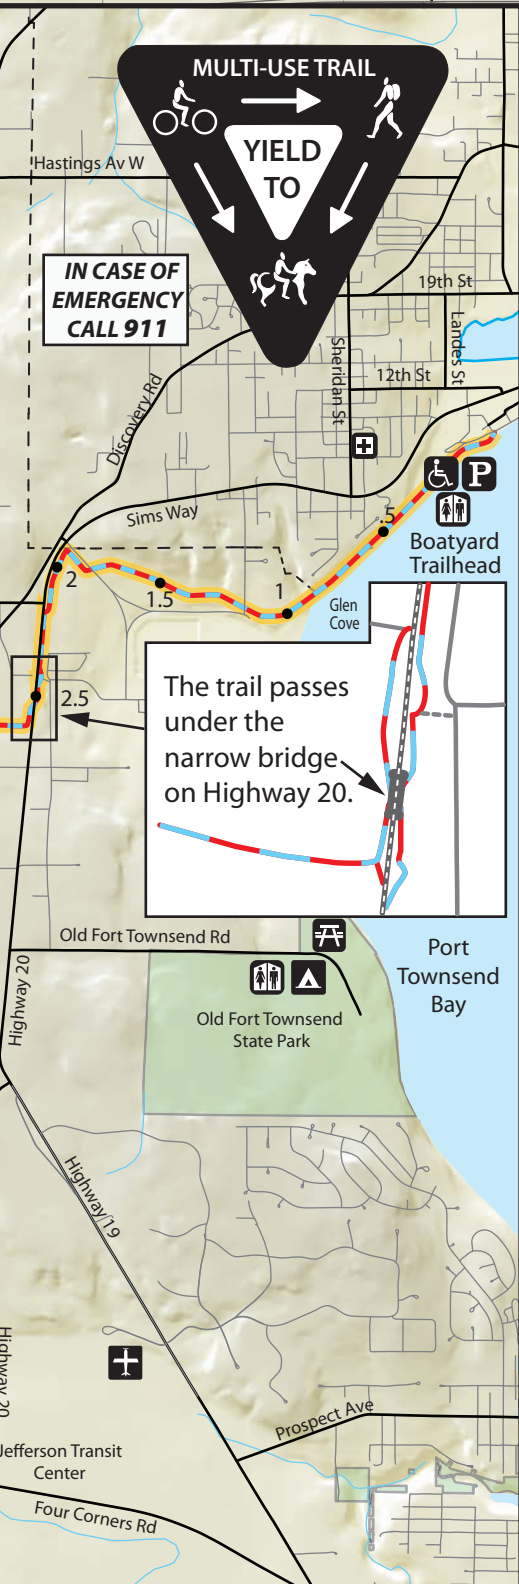 MULTI-USE TRAIL
YIELD
TO
Hastings Av W
IN CASE OF
EMERGENCY
CALL 911
19th St
Landes St
Sheridan St
12th St
Discovery Rd
Sims Way
P
.5
Boatyard
Trailhead
2
1.5
1
Glen
Cove
2.5
The trail passes
under the
narrow bridge
on Highway 20.
Old Fort Townsend Rd
Port
Townsend
Bay
Highway 20
Old Fort Townsend
State Park
Highway 19
Highway 20
Prospect Ave
Jefferson Transit
Center
Four Corners Rd